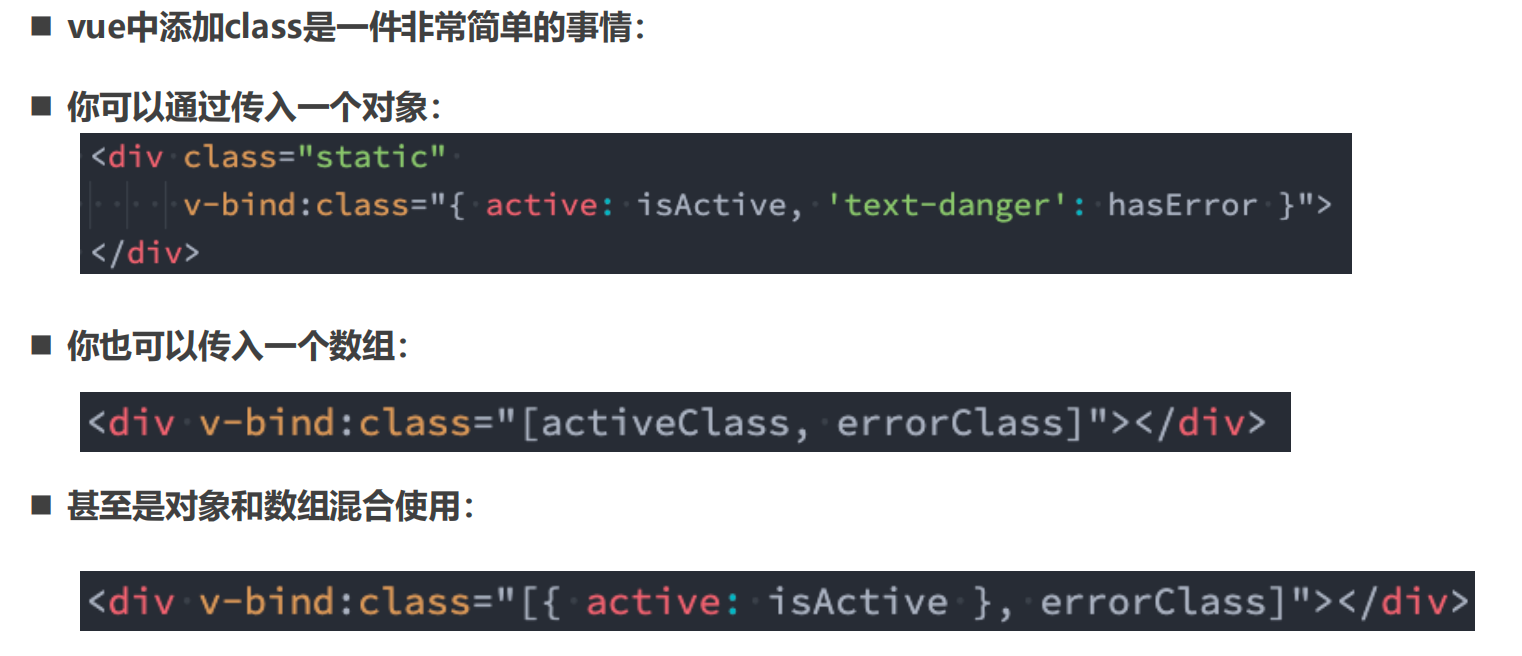 ■ vue中添加class是一件非常简单的事情：
■ 你可以通过传入一个对象：
<div class="static"
v-bind:class="{ active: isActive, 'text-danger': hasError }">
</div>
■ 你也可以传入一个数组：
<div v-bind:class="[activeClass, errorClass]"></div>
■ 甚至是对象和数组混合使用：
<div v-bind:class="[{ active: isActive }, errorClass]"></div>